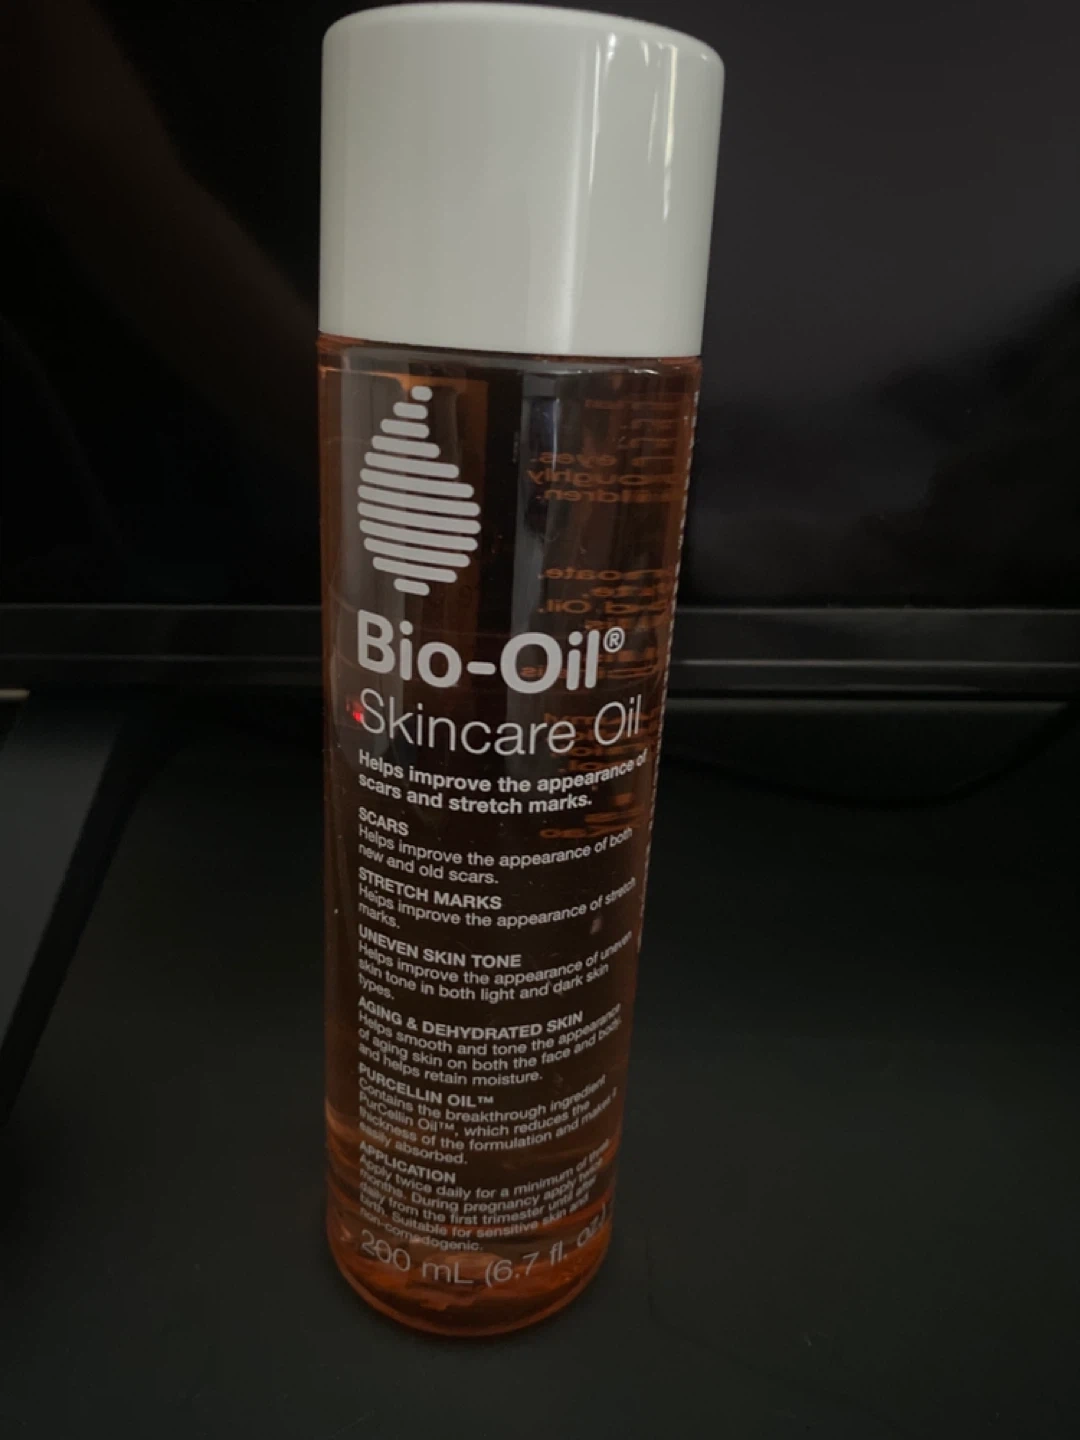 Bio-Oil®
Skincare Oil
Helps improve the appearance of
scars and stretch marks.
SCARS
Helps improve the appearance of both
new and old scars.
STRETCH MARKS
Helps improve the appearance of stretch
marks.
UNEVEN SKIN TONE
Helps improve the appearance of uneven
skin tone in both light and dark skin
types.
AGING & DEHYDRATED SKIN
Helps smooth and tone the appearance
of aging skin on both the face and body,
and helps retain moisture.
PURCELLIN OIL™
Contains the breakthrough ingredient
PurCellin Oil™, which reduces the
thickness of the formulation and makes it
easily absorbed.
APPLICATION
Apply twice daily for a minimum of three
months. During pregnancy apply twice
daily from the first trimester until after
birth. Suitable for sensitive skin and
non-comedogenic.
200 mL (6.7 fl. oz.)
eyes.
roughly
children.